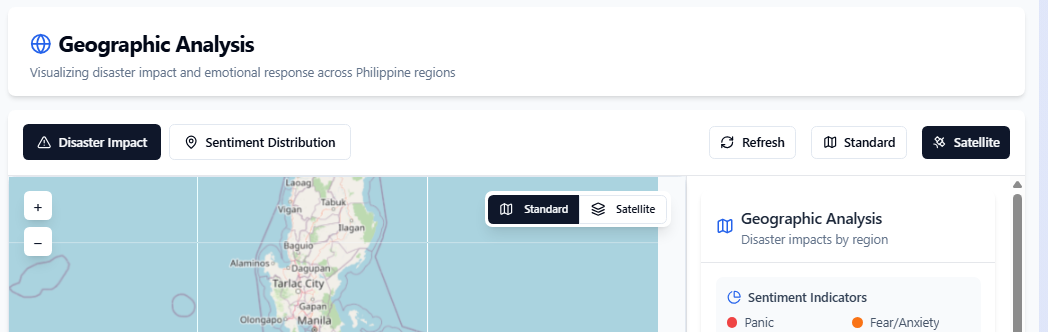 Geographic Analysis
Visualizing disaster impact and emotional response across Philippine regions
Disaster Impact
Sentiment Distribution
Refresh
Standard
Satellite
+
−
Laoag
Vigan
Tabuk
Ilagan
Baguio
Alaminos
Dagupan
Tarlac City
Gapan
Olongapo
Manila
Standard
Satellite
Geographic Analysis
Disaster impacts by region
Sentiment Indicators
Panic
Fear/Anxiety